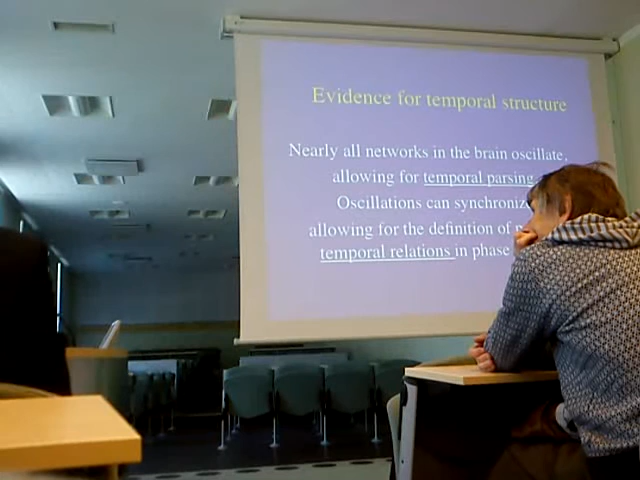 Evidence for temporal structure
Nearly all networks in the brain oscillate,
allowing for temporal parsing
Oscillations can
allowing for the definition of
temporal relations in phase